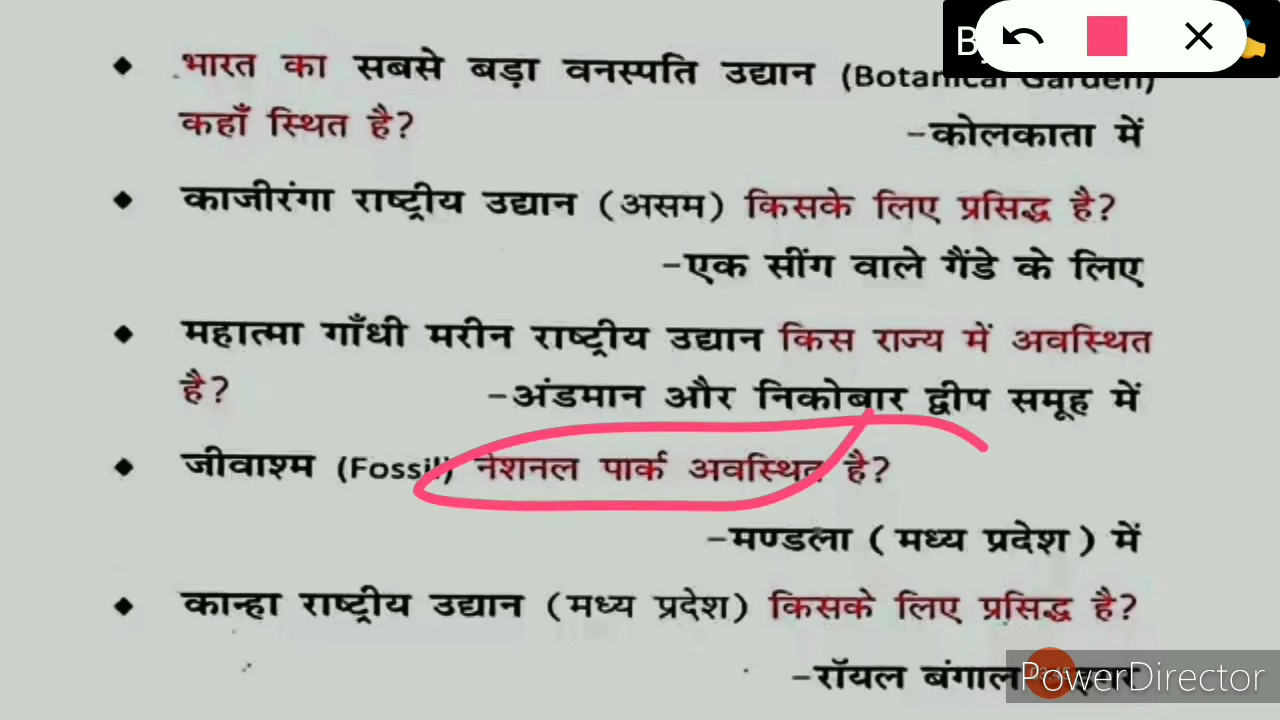 B
भारत का सबसे बड़ा वनस्पति उद्यान (Botanical Garden)
कहाँ स्थित है? -कोलकाता में
काजीरंगा राष्ट्रीय उद्यान (असम) किसके लिए प्रसिद्ध है?
-एक सींग वाले गैंडे के लिए
महात्मा गाँधी मरीन राष्ट्रीय उद्यान किस राज्य में अवस्थित
है? -अंडमान और निकोबार द्वीप समूह में
जीवाश्म (Fossil) नेशनल पार्क अवस्थित है?
-मण्डला (मध्य प्रदेश) में
कान्हा राष्ट्रीय उद्यान (मध्य प्रदेश) किसके लिए प्रसिद्ध है?
-रॉयल बंगाल
PowerDirector